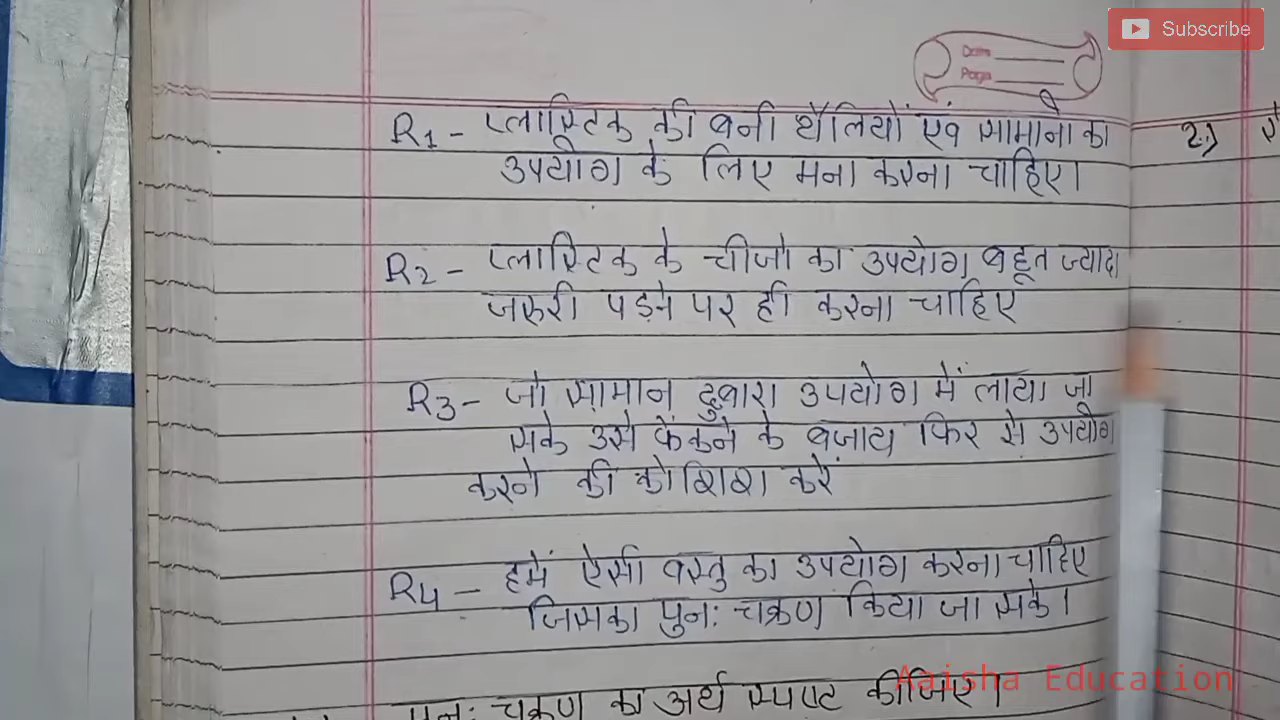 Subscribe
Date
Page
R1 - प्लास्टिक की बनी थैलियों एवं सामानो का
उपयोग के लिए मना करना चाहिए।
R2 - प्लास्टिक के चीजो का उपयोग बहूत ज्यादा
जरुरी पड़ने पर ही करना चाहिए
R3 - जो सामान दुबारा उपयोग में लाया जा
सके उसे फेंकने के बजाय फिर से उपयोग
करने की कोशिश करें
R4 - हमें ऐसी वस्तु का उपयोग करना चाहिए
जिसका पुनः चक्रण किया जा सके।
पुनः चक्रण का अर्थ स्पष्ट कीजिए।
2.)
Aaisha Education